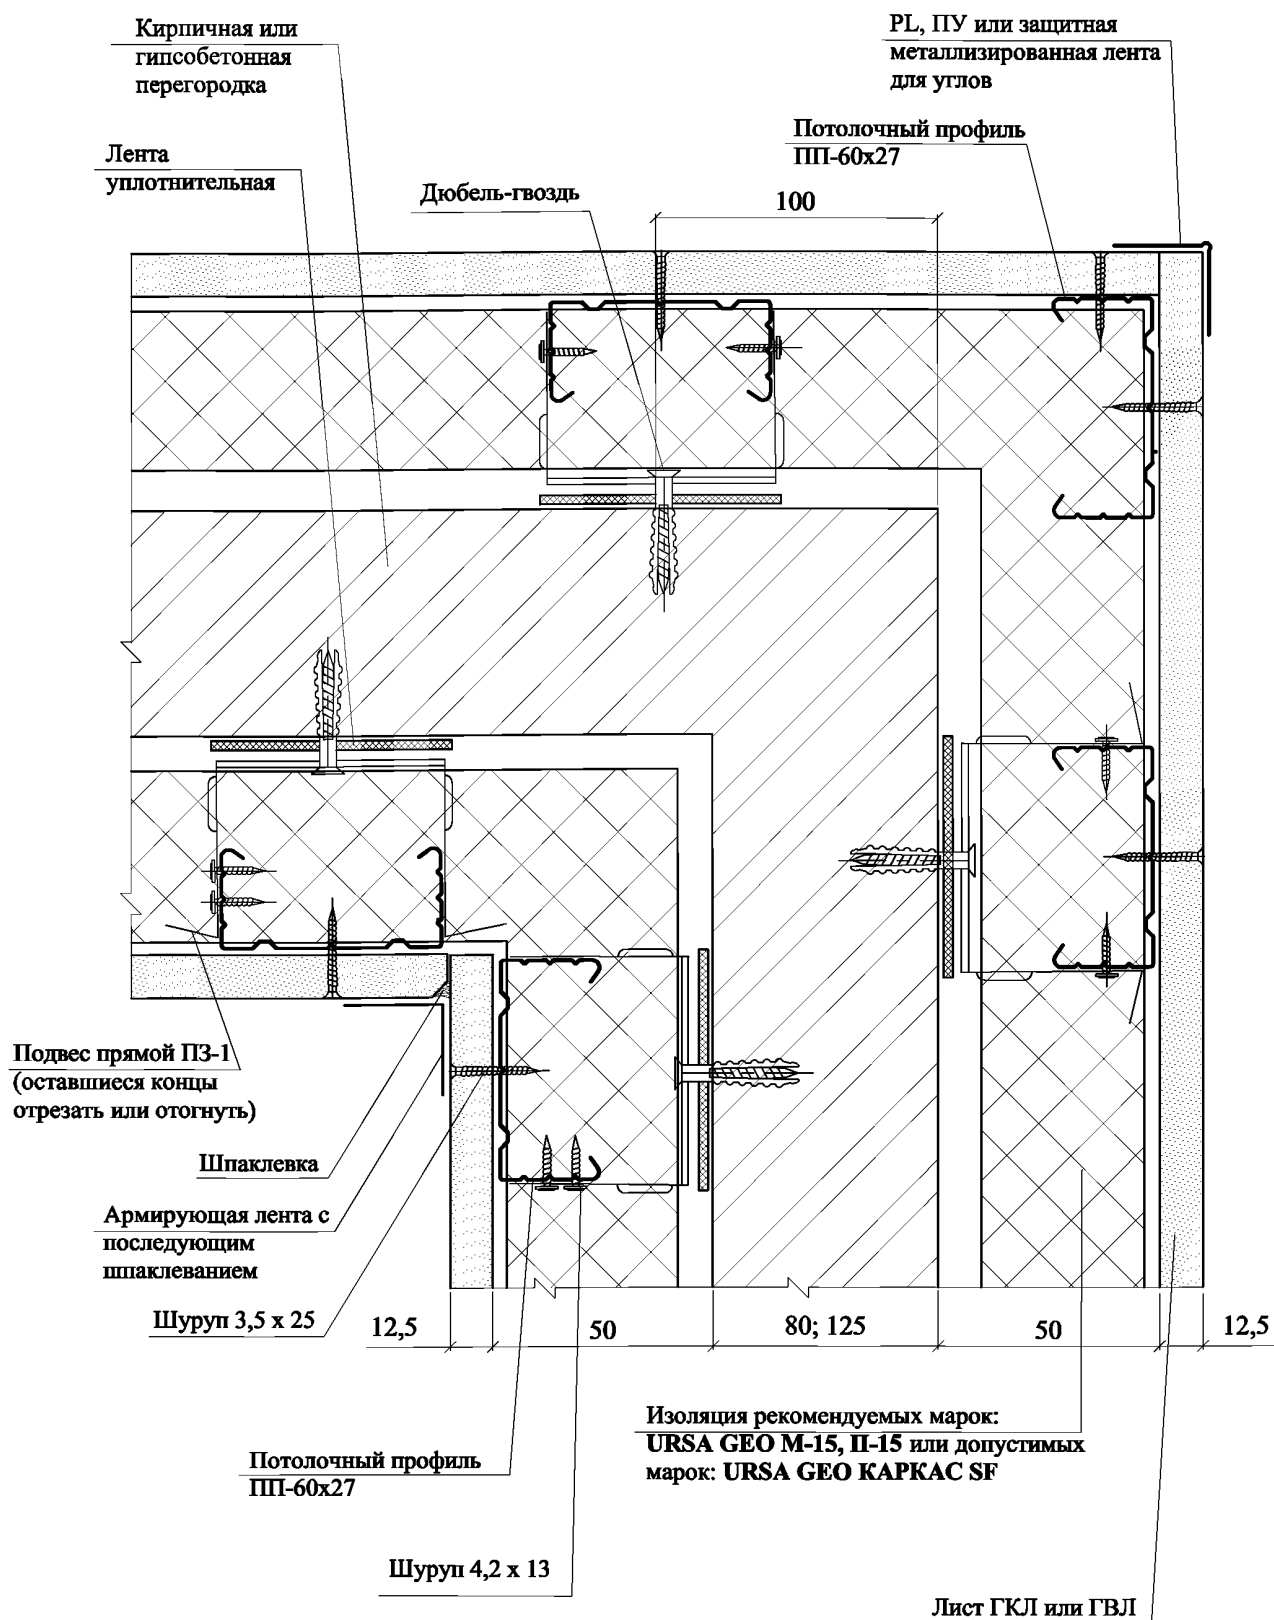 Кирпичная или
гипсобетонная
перегородка
PL, ПУ или защитная
металлизированная лента
для углов
Потолочный профиль
ПП-60х27
Лента
уплотнительная
Дюбель-гвоздь
100
Подвес прямой ПЗ-1
(оставшиеся концы
отрезать или отогнуть)
Шпаклевка
Армирующая лента с
последующим
шпаклеванием
Шуруп 3,5 х 25
12,5
50
80; 125
50
12,5
Изоляция рекомендуемых марок:
URSA GEO М-15, П-15 или допустимых
марок: URSA GEO КАРКАС SF
Потолочный профиль
ПП-60х27
Шуруп 4,2 х 13
Лист ГКЛ или ГВЛ